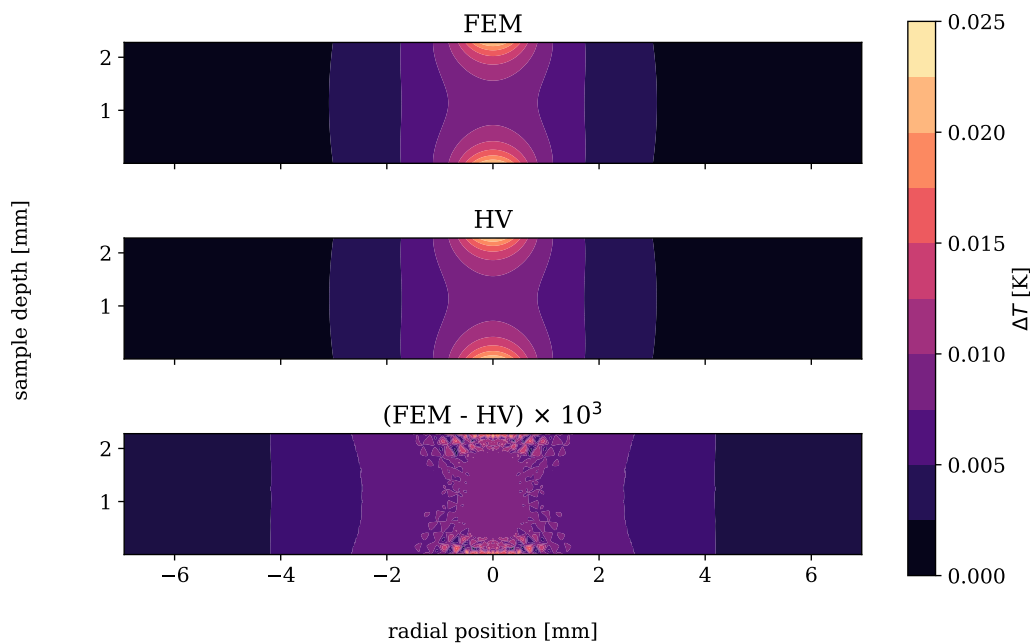 FEM
2
1
HV
2
1
sample depth [mm]
(FEM - HV) × 10³
2
1
−6 −4 −2 0 2 4 6
radial position [mm]
0.025
0.020
0.015
0.010
0.005
0.000
ΔT [K]